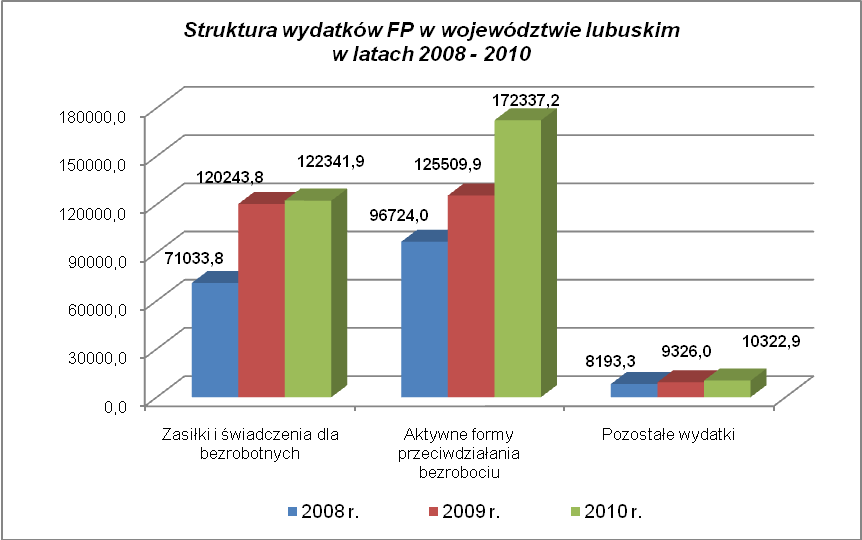 Struktura wydatków FP w województwie lubuskim
w latach 2008 - 2010
180000,0
150000,0
120000,0
90000,0
60000,0
30000,0
0,0
71033,8
120243,8
122341,9
96724,0
125509,9
172337,2
8193,3
9326,0
10322,9
Zasiłki i świadczenia dla
bezrobotnych
Aktywne formy
przeciwdziałania
bezrobociu
Pozostałe wydatki
2008 r.
2009 r.
2010 r.